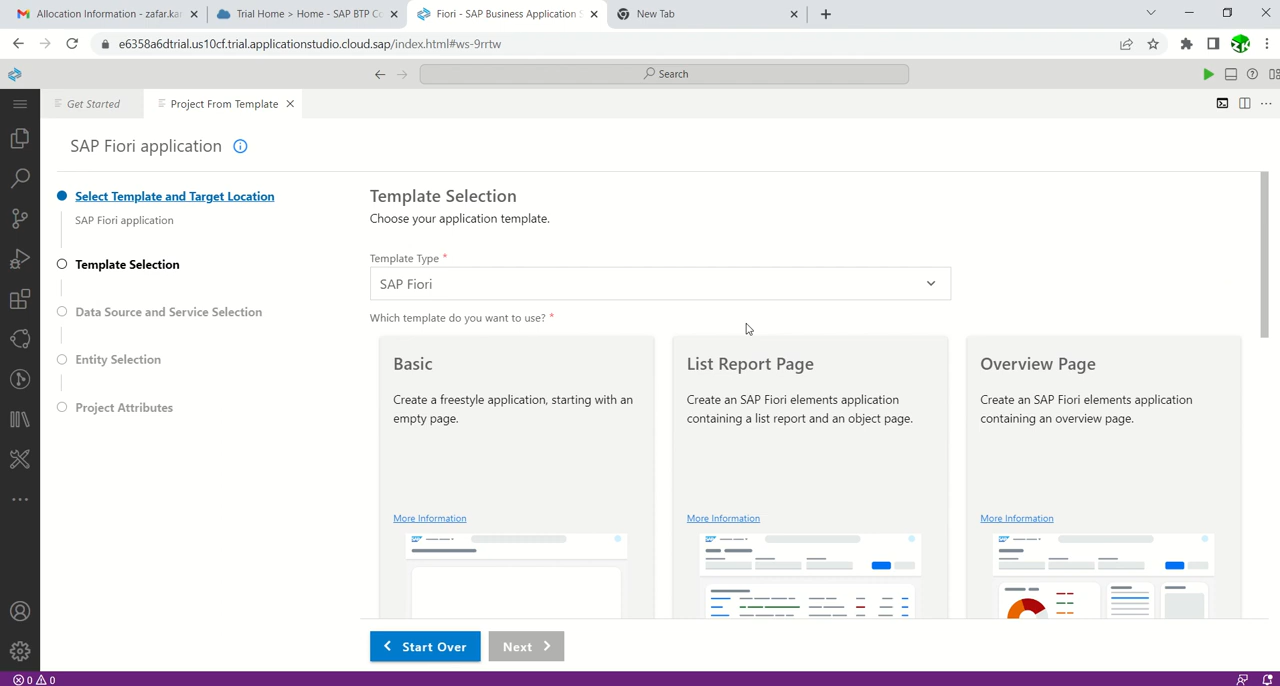 Allocation Information - zafar.kar
Trial Home > Home - SAP BTP Co
Fiori - SAP Business Application S
New Tab
e6358a6dtrial.us10cf.trial.applicationstudio.cloud.sap/index.html#ws-9rrtw
Search
Get Started
Project From Template
SAP Fiori application
Select Template and Target Location
SAP Fiori application
Template Selection
Data Source and Service Selection
Entity Selection
Project Attributes
Template Selection
Choose your application template.
Template Type *
SAP Fiori
Which template do you want to use? *
Basic
Create a freestyle application, starting with an
empty page.
More Information
List Report Page
Create an SAP Fiori elements application
containing a list report and an object page.
More Information
Overview Page
Create an SAP Fiori elements application
containing an overview page.
More Information
Start Over
Next
0 0